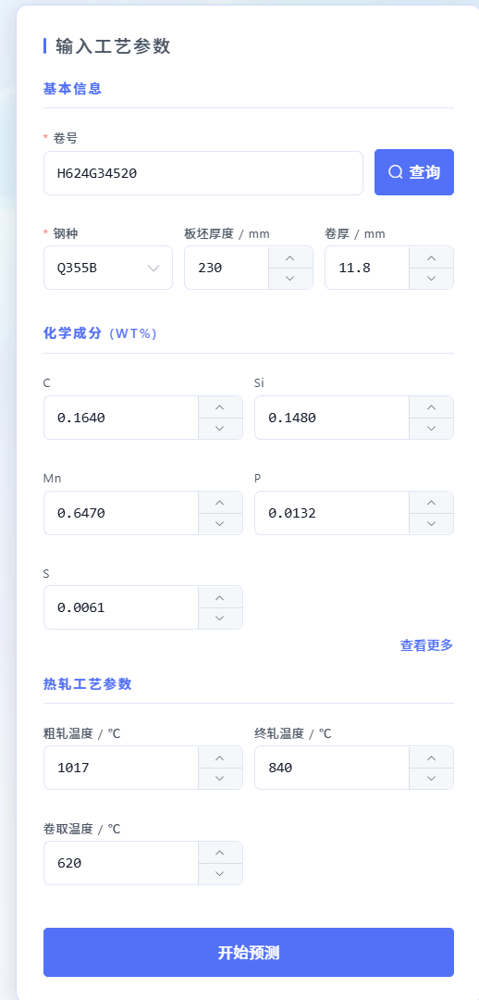 输入工艺参数
基本信息
* 卷号
H624G34520
查询
* 钢种 板坯厚度 / mm 卷厚 / mm
Q355B 230 11.8
化学成分 (WT%)
C Si
0.1640 0.1480
Mn P
0.6470 0.0132
S
0.0061
查看更多
热轧工艺参数
粗轧温度 / ℃ 终轧温度 / ℃
1017 840
卷取温度 / ℃
620
开始预测